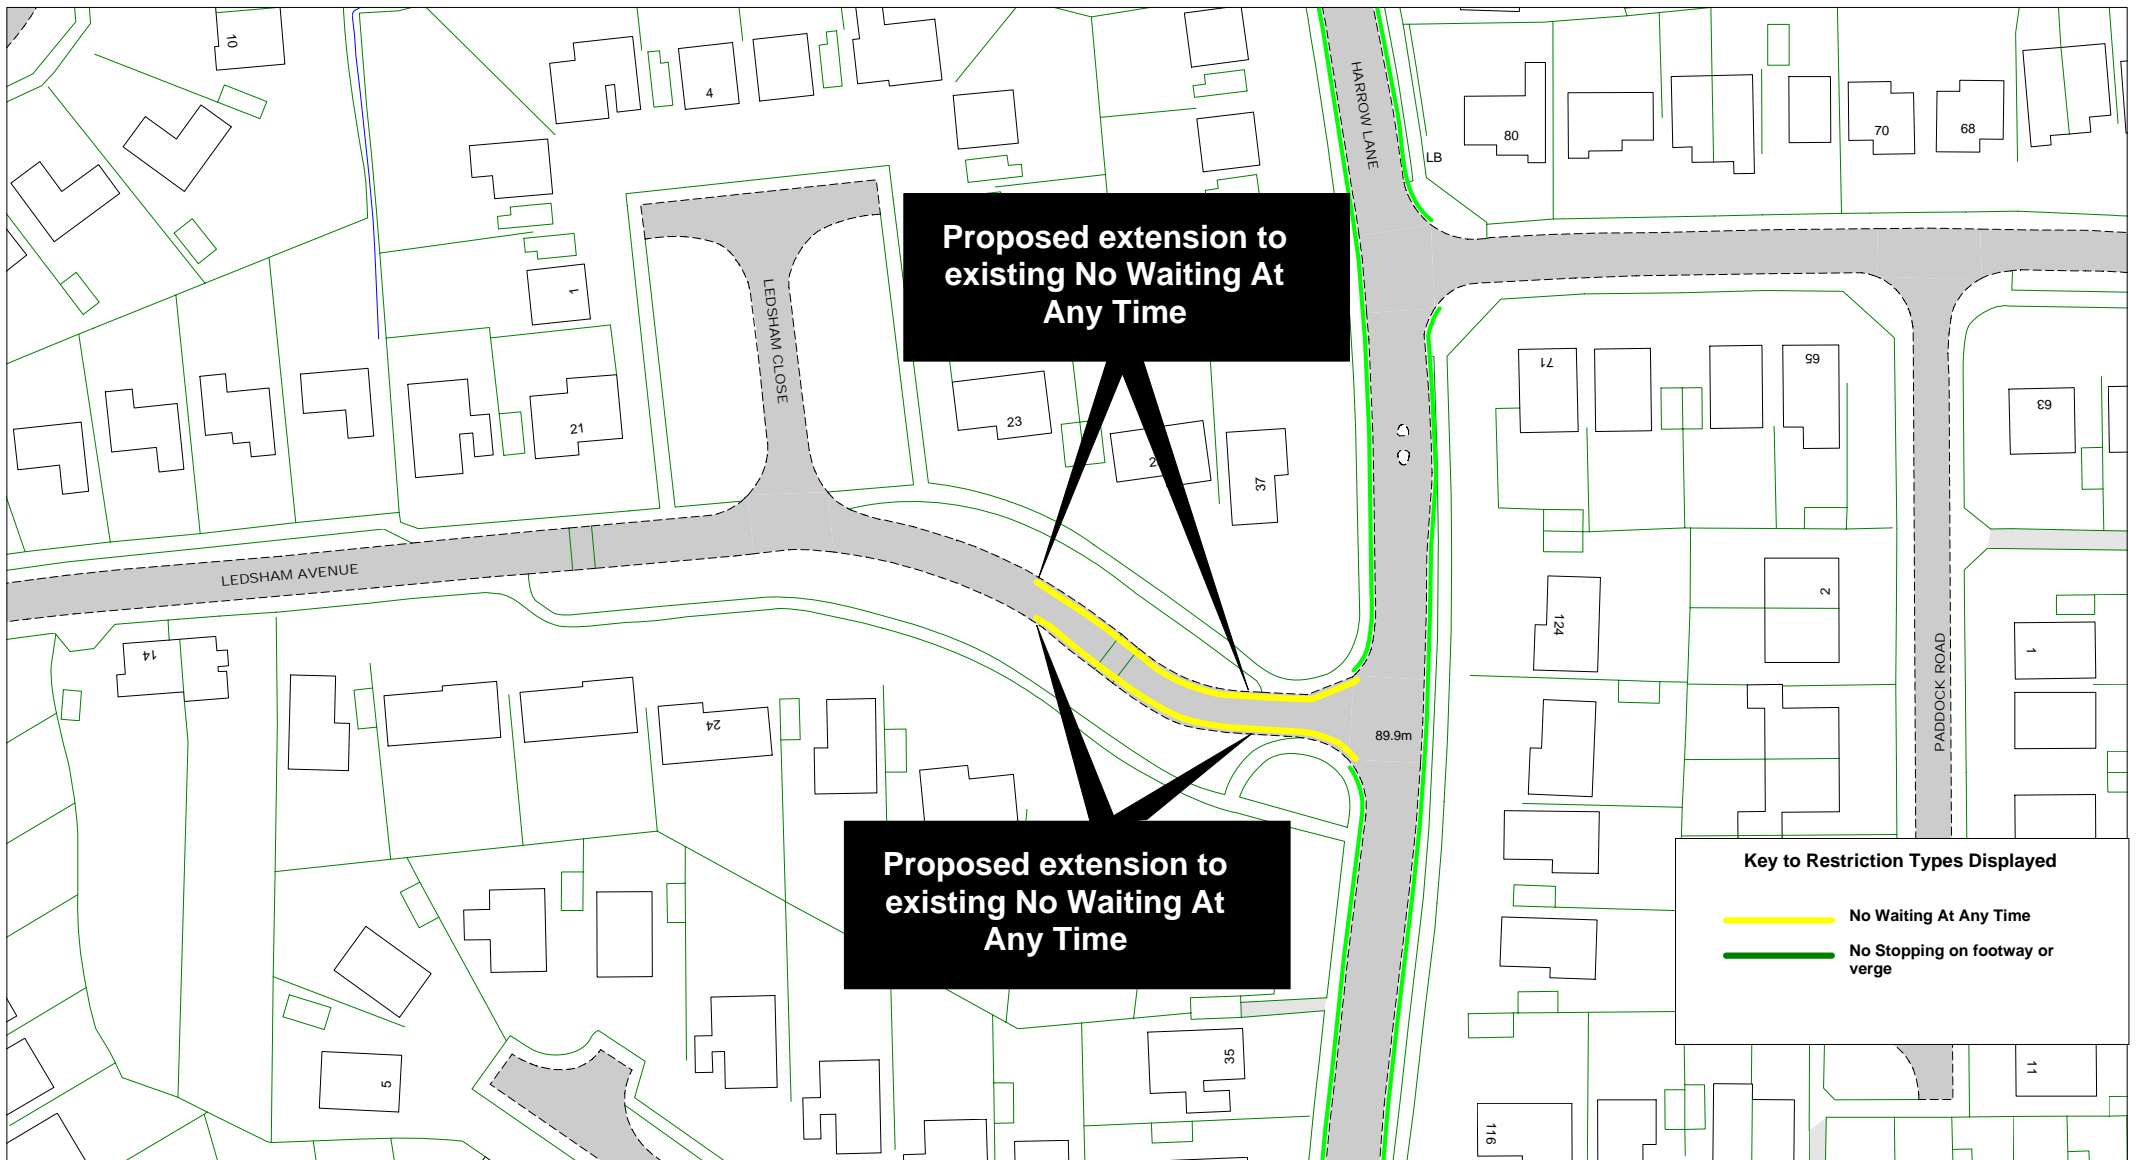 10
4
HARROW LANE
80
70
68
LB
Proposed extension to
existing No Waiting At
Any Time
1
LEDSHAM CLOSE
71
65
63
21
23
37
LEDSHAM AVENUE
124
2
14
24
1
PADDOCK ROAD
89.9m
Proposed extension to
existing No Waiting At
Any Time
Key to Restriction Types Displayed
No Waiting At Any Time
No Stopping on footway or
verge
5
35
11
116